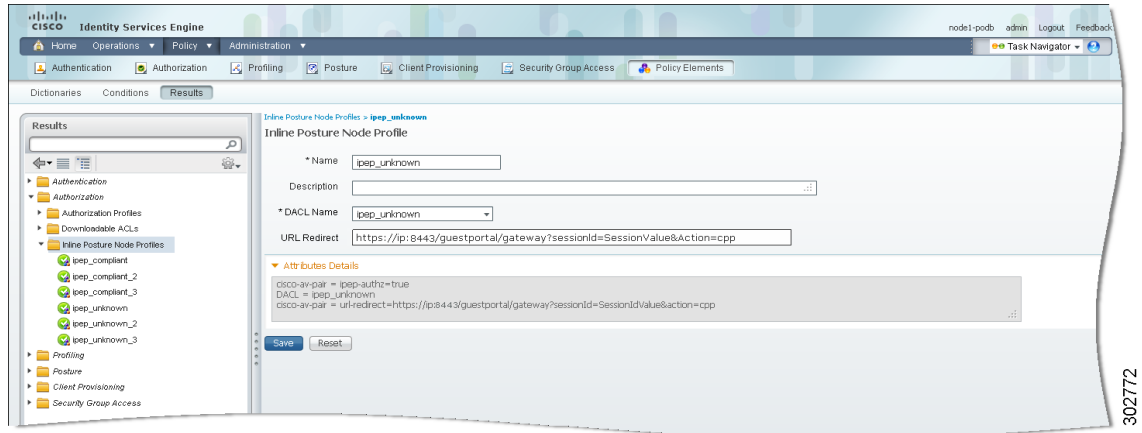 CISCO Identity Services Engine
node1-podb admin Logout Feedback
Home Operations Policy Administration
Task Navigator
Authentication Authorization Profiling Posture Client Provisioning Security Group Access Policy Elements
Dictionaries Conditions Results
Results
Authentication
Authorization
Authorization Profiles
Downloadable ACLs
Inline Posture Node Profiles
ipep_compliant
ipep_compliant_2
ipep_compliant_3
ipep_unknown
ipep_unknown_2
ipep_unknown_3
Profiling
Posture
Client Provisioning
Security Group Access
Inline Posture Node Profiles > ipep_unknown
Inline Posture Node Profile
* Name ipep_unknown
Description
* DACL Name ipep_unknown
URL Redirect https://ip:8443/guestportal/gateway?sessionId=SessionValue&Action=cpp
Attributes Details
cisco-av-pair = ipep-authz=true
DACL = ipep_unknown
cisco-av-pair = url-redirect=https://ip:8443/guestportal/gateway?sessionId=SessionIdValue&action=cpp
Save Reset
302772